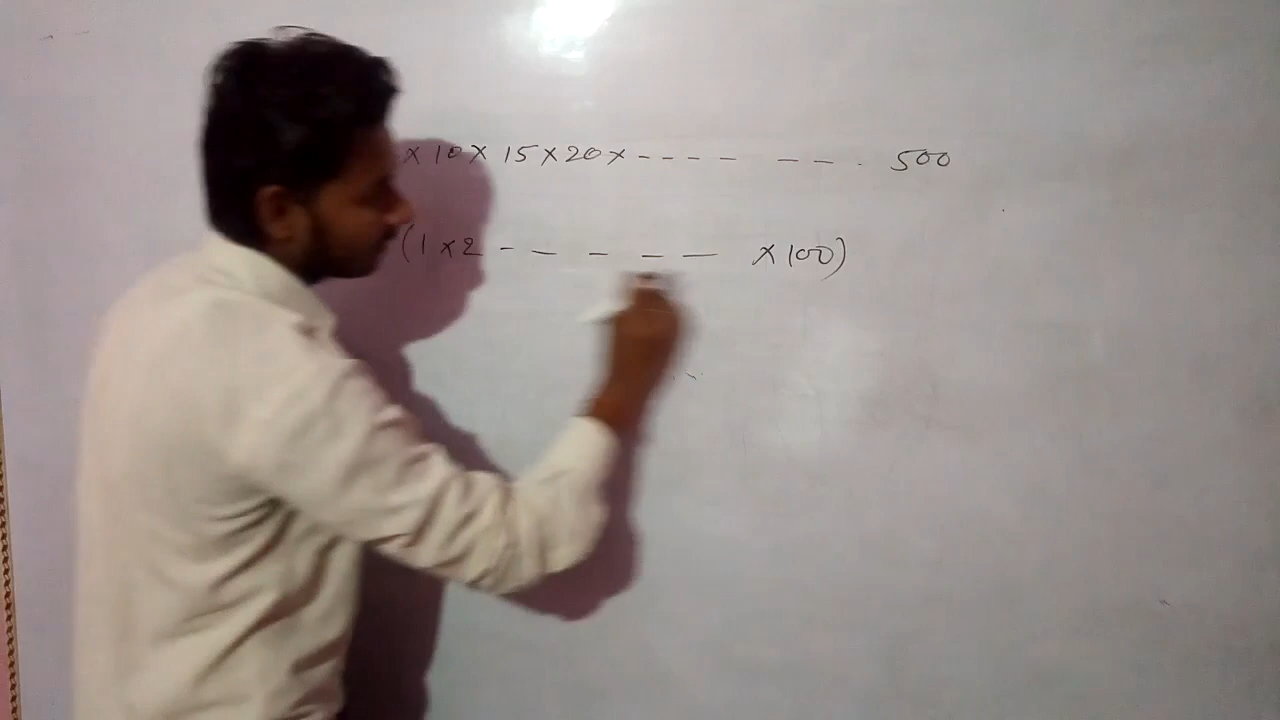 × 10 × 15 × 20 × - - - - - - . 500
(1 × 2 - - - - - × 100)